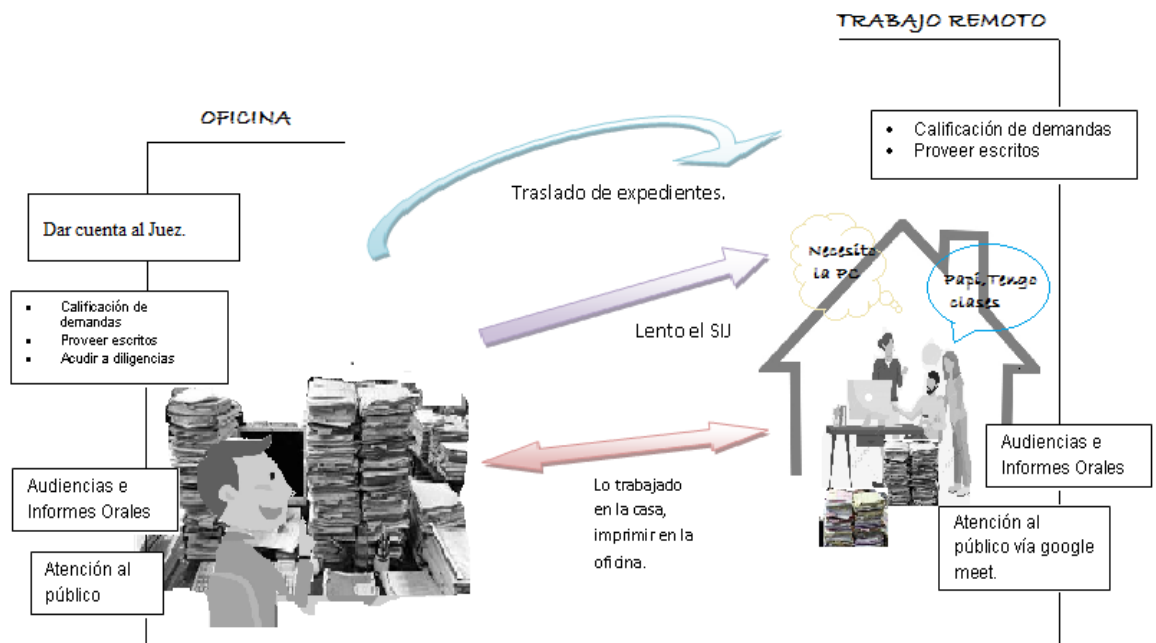 TRABAJO REMOTO
OFICINA
• Calificación de demandas
• Proveer escritos
Traslado de expedientes.
Dar cuenta al Juez.
Necesito
la PC
Papi,Tengo
clases
▪ Calificación de
demandas
▪ Proveer escritos
▪ Acudir a diligencias
Lento el SIJ
Audiencias e
Informes Orales
Audiencias e
Informes Orales
Lo trabajado
en la casa,
imprimir en la
oficina.
Atención al
público
Atención al
público vía google
meet.